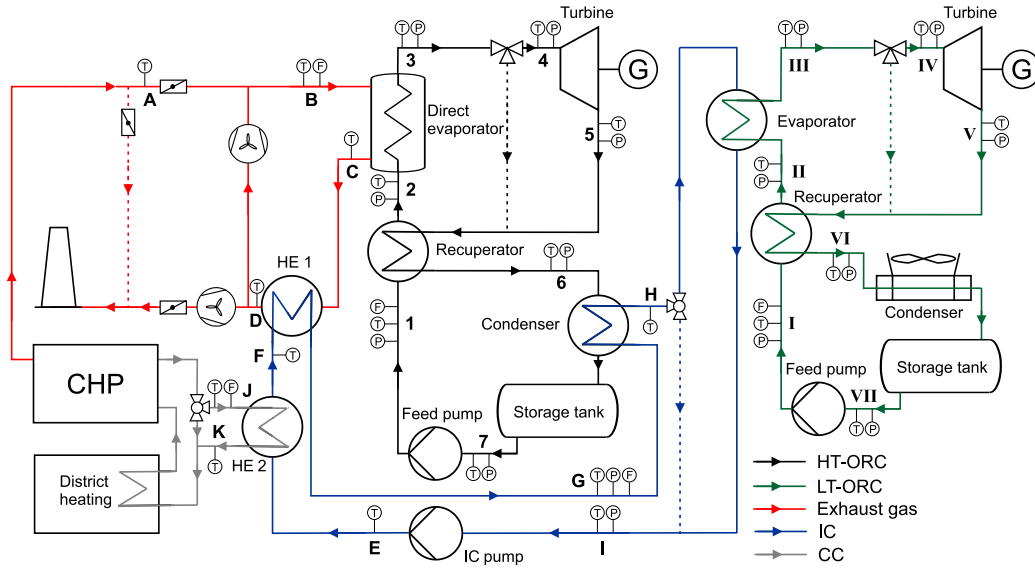 Turbine
Turbine
T P
T P
T P
T P
T
T F
3
4
III
IV
G
G
A
B
Direct
evaporator
Evaporator
5
T
P
V
T
P
T
C
T
P
2
T
P
II
Recuperator
Recuperator
VI
T P
HE 1
T P
6
H
T
D
T
F
T
P
1
Condenser
Condenser
F
T
P
I
F
T
CHP
J
T F
K
T
HE 2
Feed pump
Storage tank
Feed pump
Storage tank
VII
T P
District
heating
7
T P
G
T P F
HT-ORC
LT-ORC
Exhaust gas
IC
CC
T
E
IC pump
T P
I